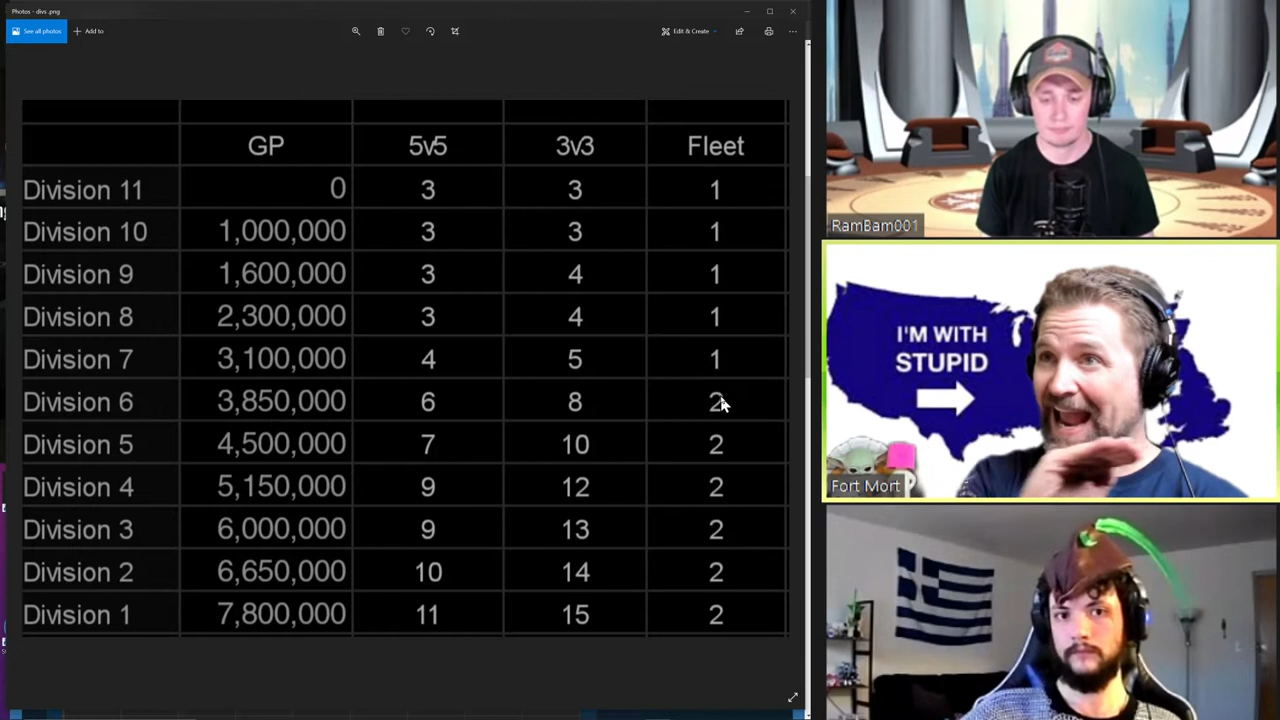 Photos - divs .png
See all photos
Add to
Edit & Create
GP 5v5 3v3 Fleet
Division 11 0 3 3 1
Division 10 1,000,000 3 3 1
Division 9 1,600,000 3 4 1
Division 8 2,300,000 3 4 1
Division 7 3,100,000 4 5 1
Division 6 3,850,000 6 8 2
Division 5 4,500,000 7 10 2
Division 4 5,150,000 9 12 2
Division 3 6,000,000 9 13 2
Division 2 6,650,000 10 14 2
Division 1 7,800,000 11 15 2
RamBam001
I'M WITH
STUPID
Fort Mort